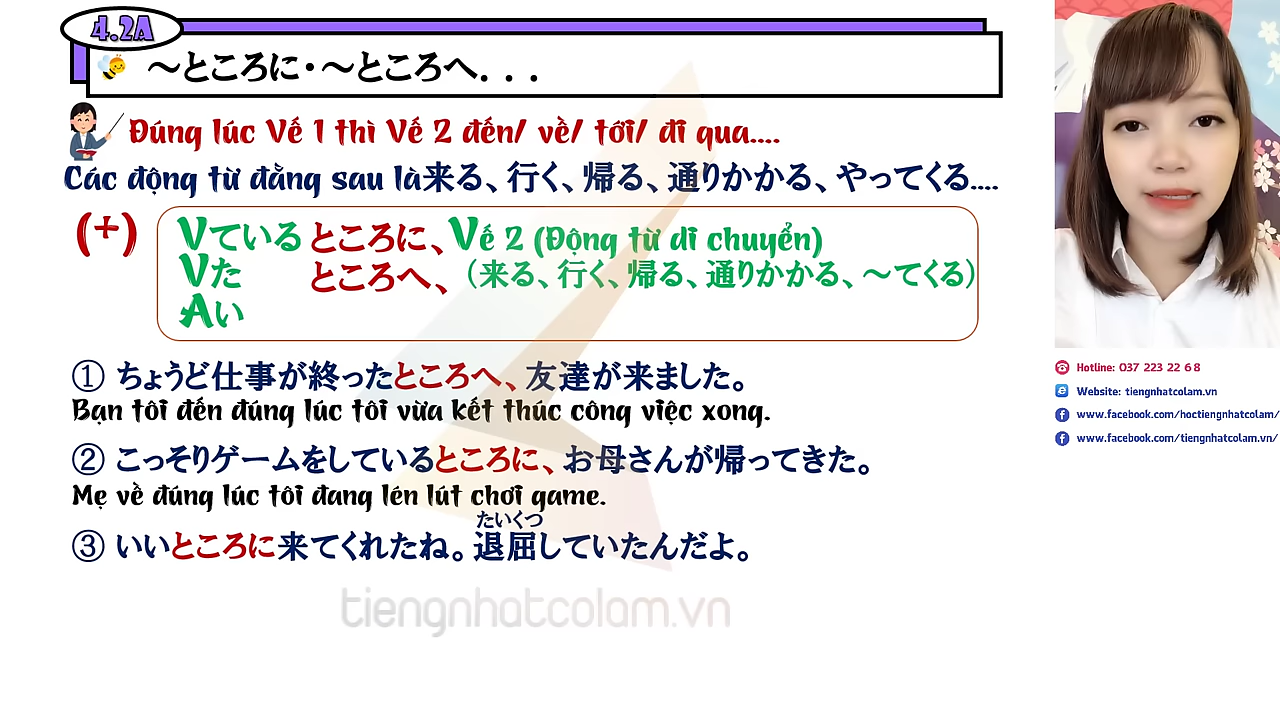 4.2A
～ところに・～ところへ...
Đúng lúc Vế 1 thì Vế 2 đến/ về/ tới/ đi qua....
Các động từ đằng sau là来る、行く、帰る、通りかかる、やってくる....
(+)
Vている ところに、Vế 2 (Động từ di chuyển)
Vた ところへ、（来る、行く、帰る、通りかかる、～てくる）
Aい
① ちょうど仕事が終ったところへ、友達が来ました。
Bạn tôi đến đúng lúc tôi vừa kết thúc công việc xong.
② こっそりゲームをしているところに、お母さんが帰ってきた。
Mẹ về đúng lúc tôi đang lén lút chơi game.
たいくつ
③ いいところに来てくれたね。退屈していたんだよ。
tiengnhatcolam.vn
Hotline: 037 223 22 68
Website: tiengnhatcolam.vn
www.facebook.com/hoctiengnhatcolam/
www.facebook.com/tiengnhatcolam.vn/